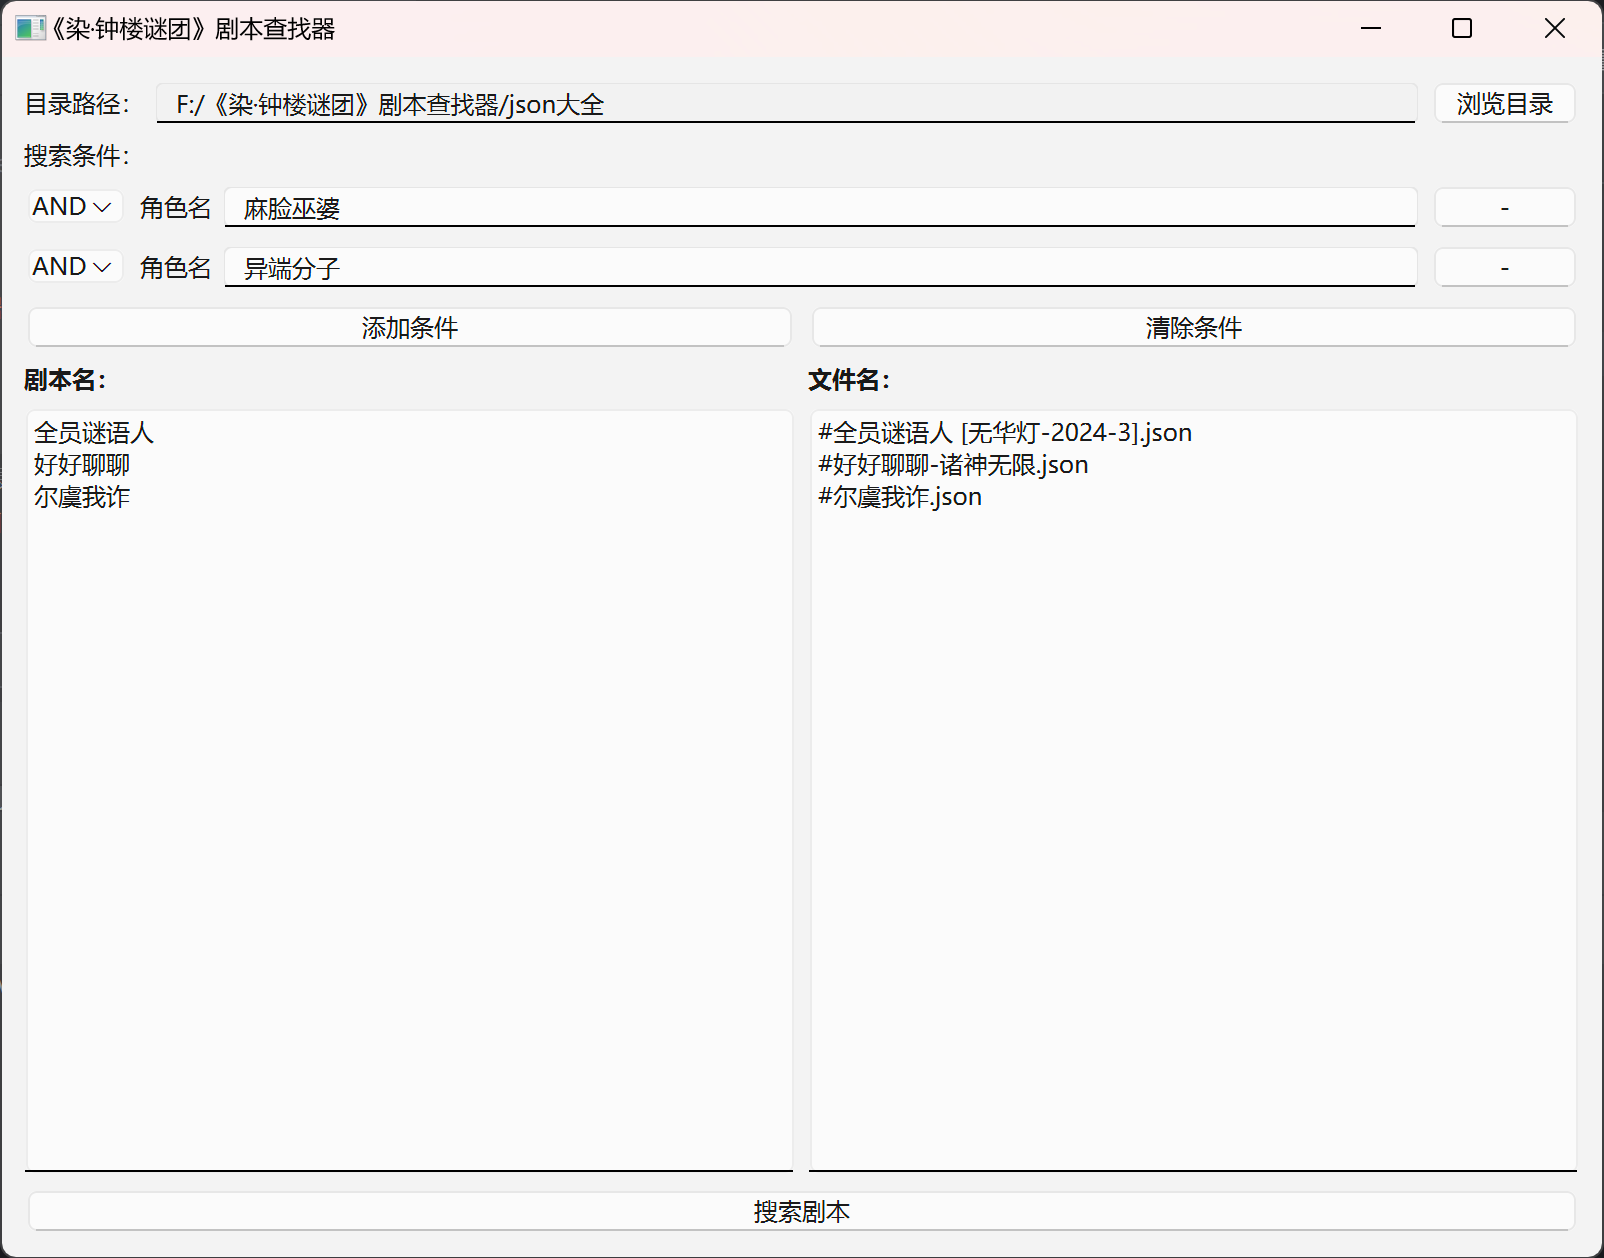 《染·钟楼谜团》剧本查找器
目录路径：
F:/《染·钟楼谜团》剧本查找器/json大全
浏览目录
搜索条件：
AND
角色名
麻脸巫婆
-
AND
角色名
异端分子
-
添加条件
清除条件
剧本名：
全员谜语人
好好聊聊
尔虞我诈
文件名：
#全员谜语人 [无华灯-2024-3].json
#好好聊聊-诸神无限.json
#尔虞我诈.json
搜索剧本